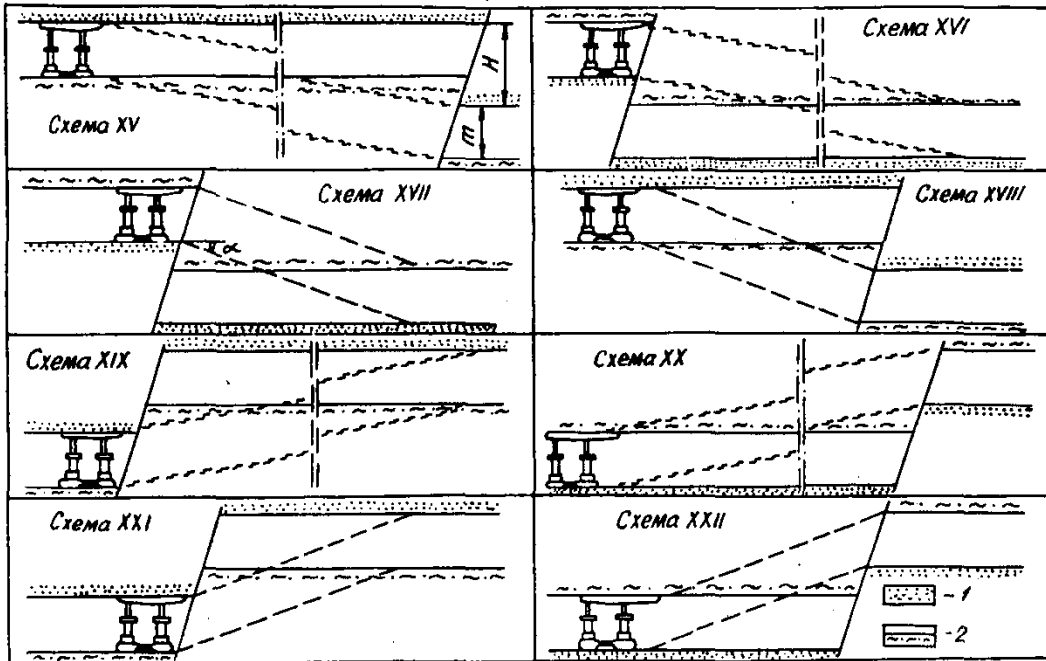 Схема XV
H
m
Схема XVI
Схема XVII
α
Схема XVIII
Схема XIX
Схема XX
Схема XXI
Схема XXII
-1
-2